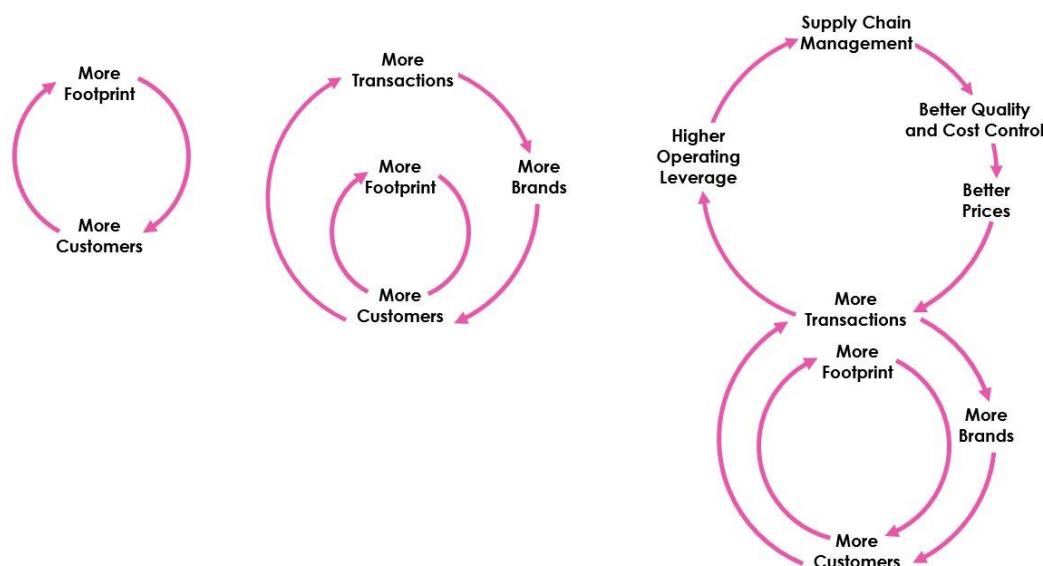 More
Footprint
More
Customers
More
Transactions
More
Brands
More
Footprint
More
Customers
Supply Chain
Management
Better Quality
and Cost Control
Better
Prices
Higher
Operating
Leverage
More
Transactions
More
Footprint
More
Brands
More
Customers